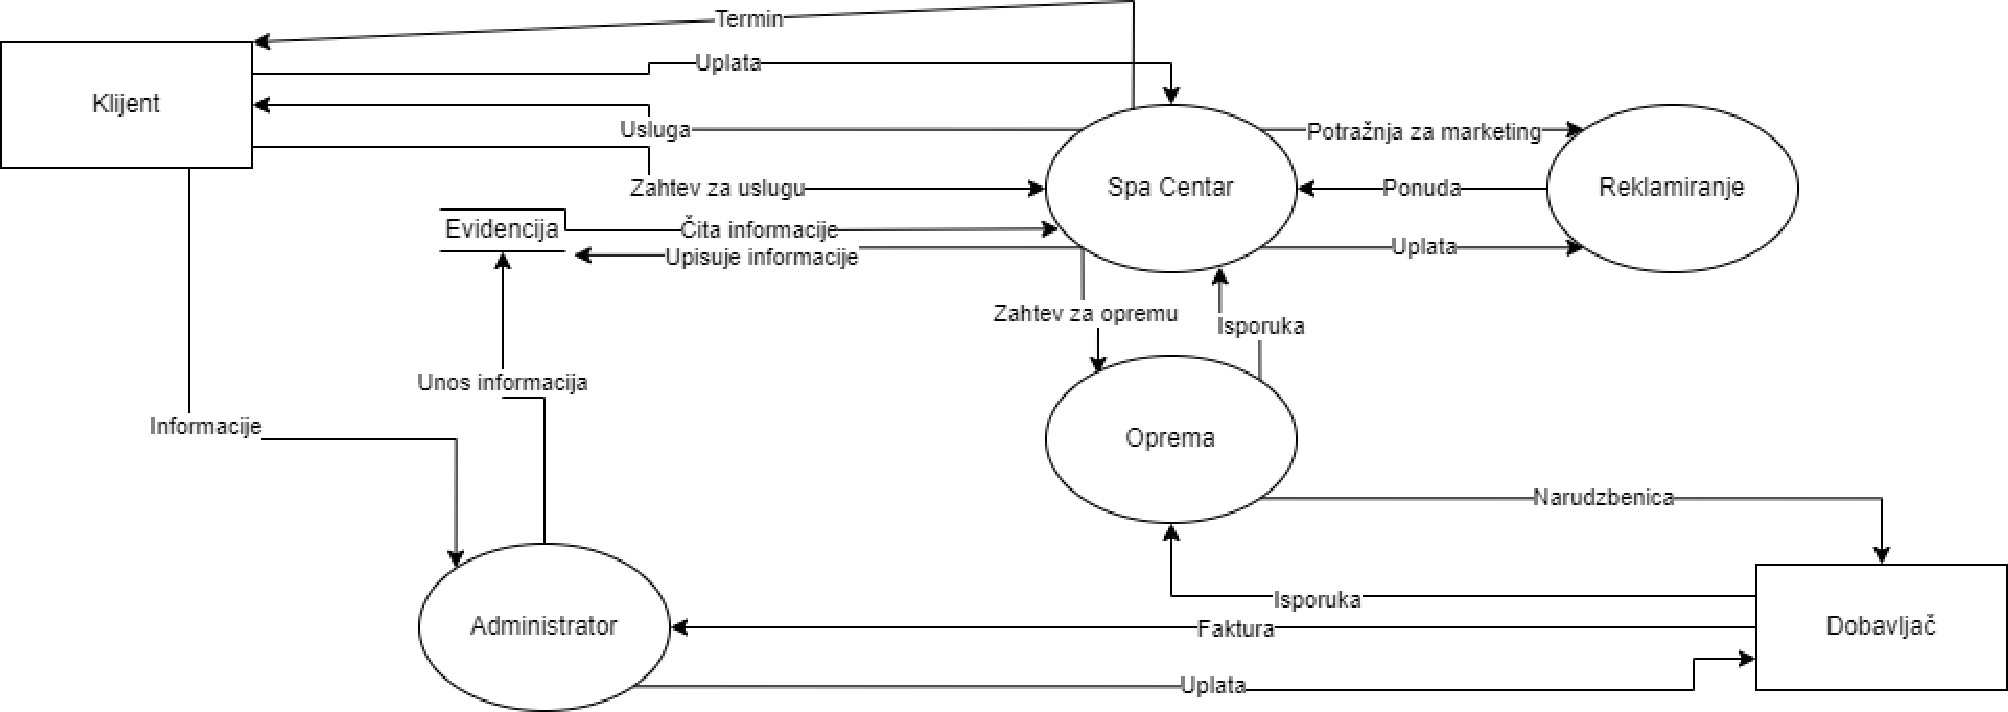 Termin
Uplata
Klijent
Usluga
Potražnja za marketing
Zahtev za uslugu
Spa Centar
Ponuda
Reklamiranje
Evidencija
Čita informacije
Upisuje informacije
Uplata
Zahtev za opremu
Isporuka
Unos informacija
Informacije
Oprema
Narudzbenica
Isporuka
Administrator
Faktura
Dobavljač
Uplata